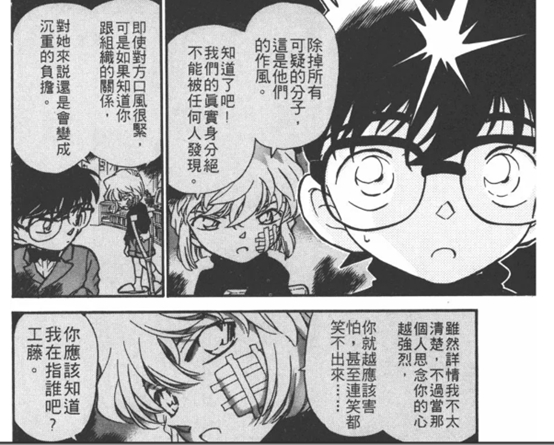 除掉所有
可疑的分子，
這是他們
的作風。
知道了吧！
我們的真實身分絕
不能被任何人發現。
即使對方口風很緊，
可是如果知道你
跟組織的關係，
對她來說還是會變成
沉重的負擔。
雖然詳情我不太
清楚，不過當那
個人思念你的心
越強烈，
你就越應該害
怕，甚至連笑都
笑不出來……
你應該知道
我在指誰吧？
工藤。